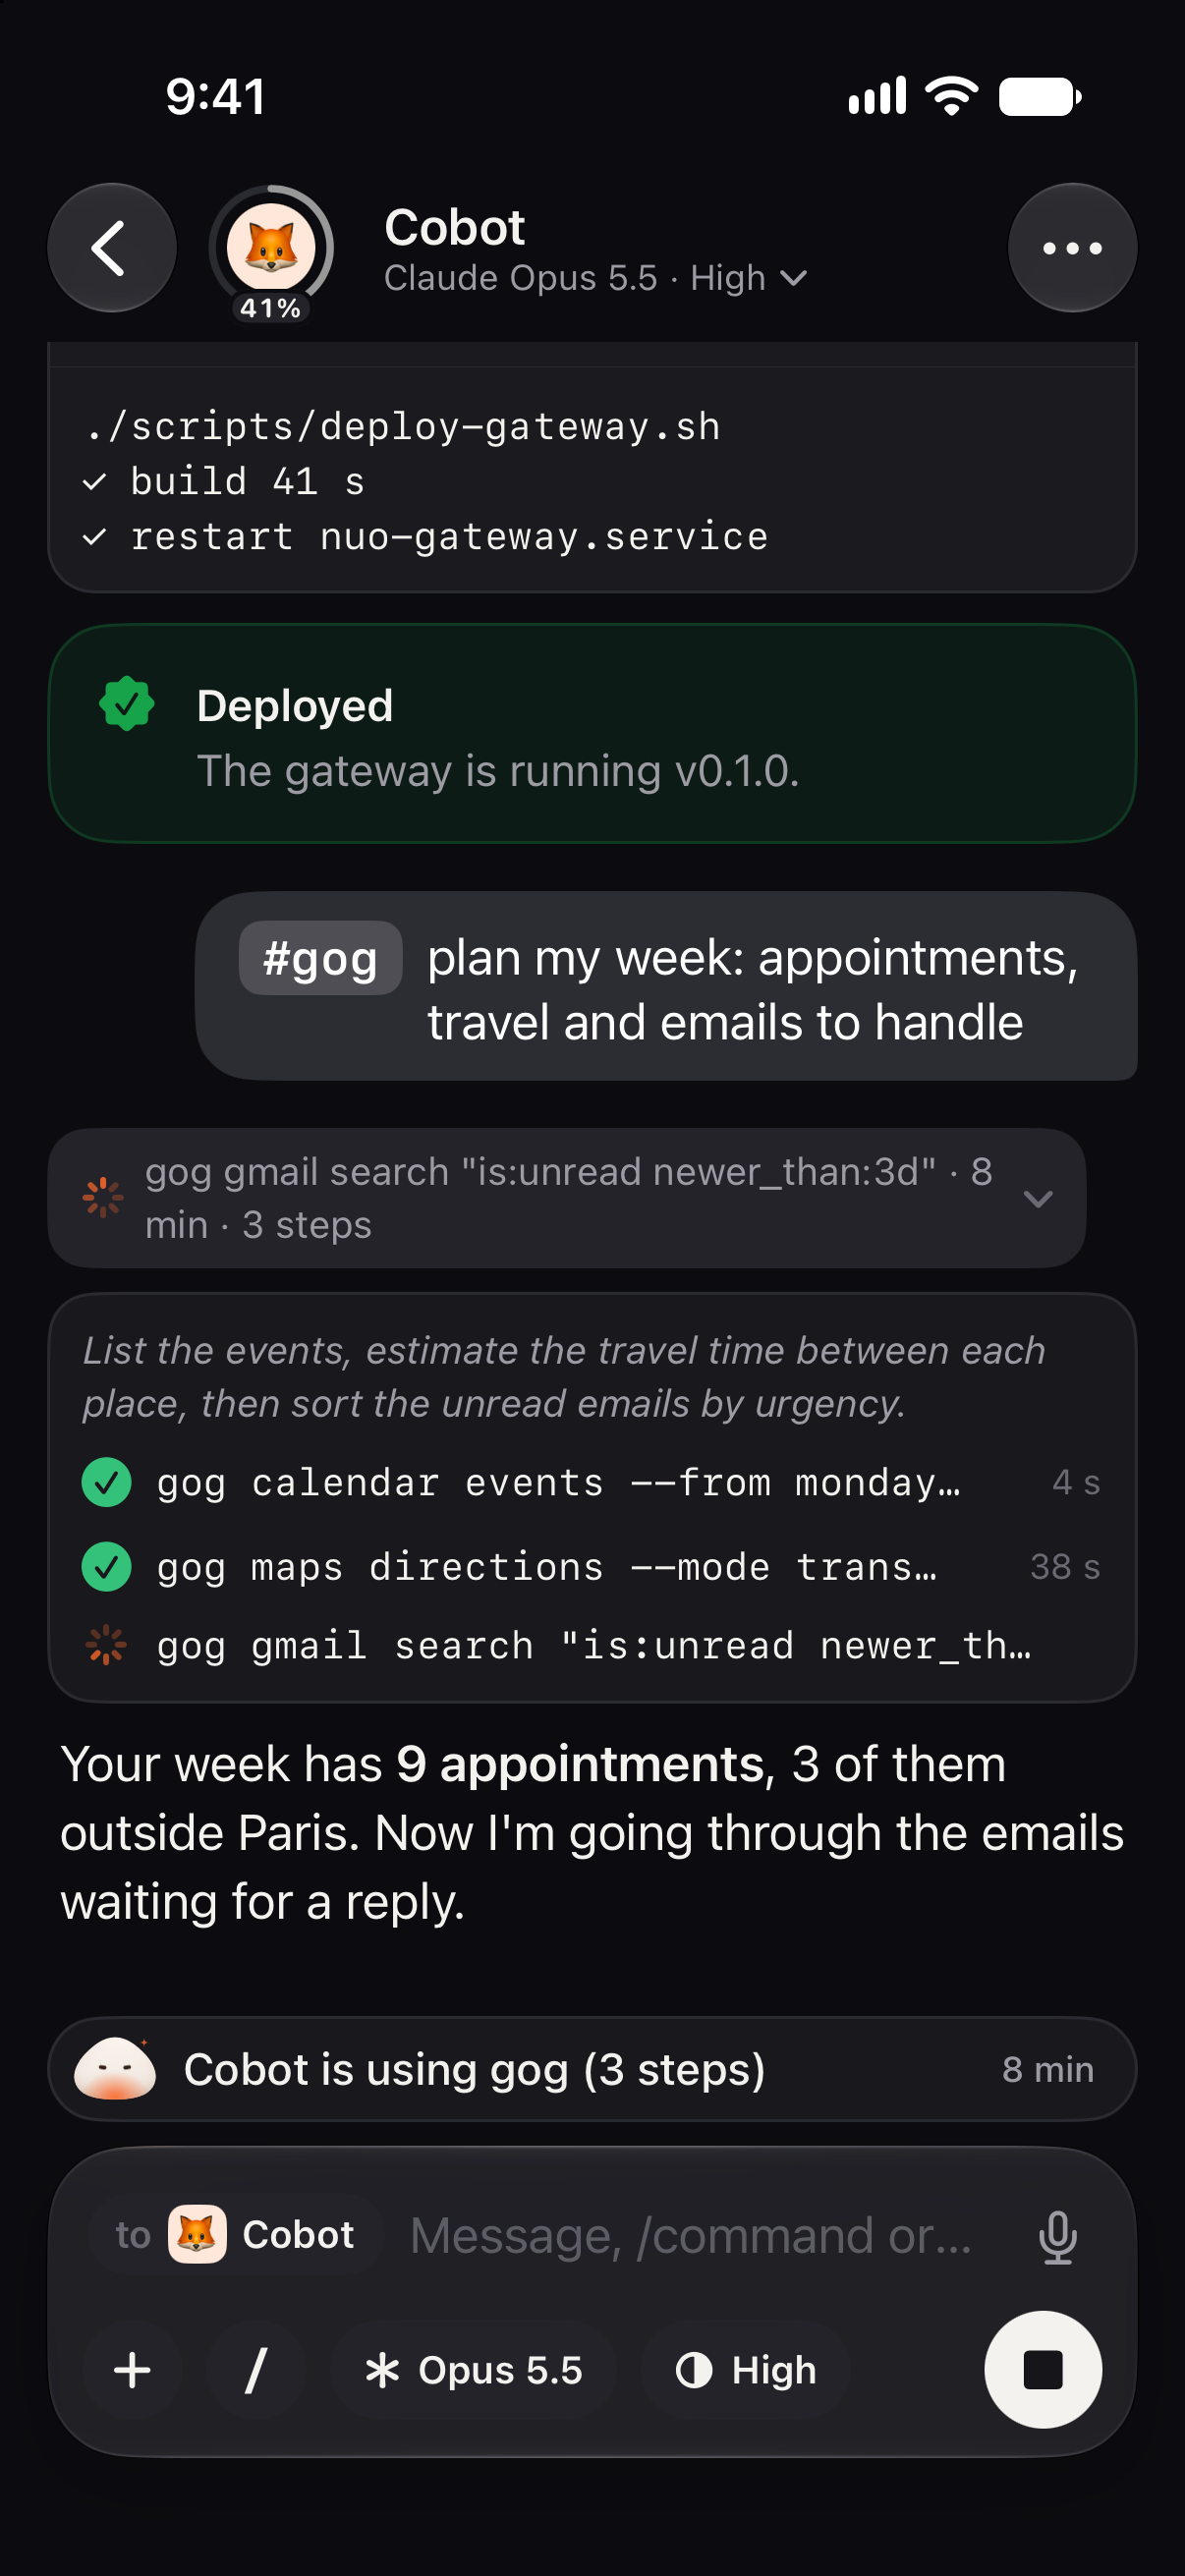 9:41
Cobot
Claude Opus 5.5 · High
41%
./scripts/deploy-gateway.sh
✓ build 41 s
✓ restart nuo-gateway.service
Deployed
The gateway is running v0.1.0.
#gog plan my week: appointments,
travel and emails to handle
gog gmail search "is:unread newer_than:3d" · 8
min · 3 steps
List the events, estimate the travel time between each
place, then sort the unread emails by urgency.
gog calendar events --from monday… 4 s
gog maps directions --mode trans… 38 s
gog gmail search "is:unread newer_th…
Your week has 9 appointments, 3 of them
outside Paris. Now I'm going through the emails
waiting for a reply.
Cobot is using gog (3 steps) 8 min
to Cobot Message, /command or…
+ / Opus 5.5 High